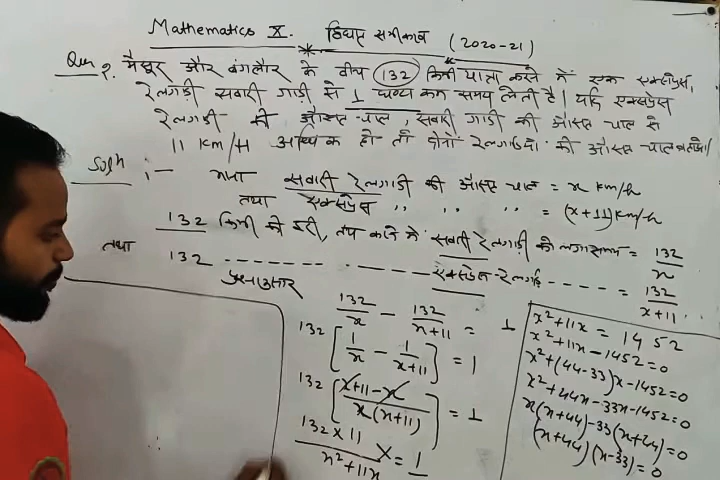 Mathematics X. द्विघात समीकरण (2020-21)
Que 2. मैसूर और बंगलौर के बीच 132 किमी यात्रा करने में एक एक्सप्रेस
रेलगाड़ी सवारी गाड़ी से 1 घण्टा कम समय लेती है। यदि एक्सप्रेस
रेलगाड़ी की औसत चाल, सवारी गाड़ी की औसत चाल से
11 km/H अधिक हो तो दोनों रेलगाड़ियों की औसत चाल
Solⁿ :- माना सवारी रेलगाड़ी की औसत चाल = x km/h
तथा एक्सप्रेस ,, ,, ,, = (x+11) km/h
132 किमी की दूरी, तय करने में सवारी रेलगाड़ी को लगा समय = 132/x
तथा 132 -------- ---- एक्सप्रेस रेलगाड़ी ---- = 132/x+11
प्रश्नानुसार
132/x - 132/x+11 = 1
132 [1/x - 1/x+11] = 1
132 [x+11-x/x(x+11)] = 1
132×11/x²+11x = 1
x²+11x = 1452
x²+11x-1452=0
x²+(44-33)x-1452=0
x²+44x-33x-1452=0
x(x+44)-33(x+44)=0
(x+44)(x-33)=0